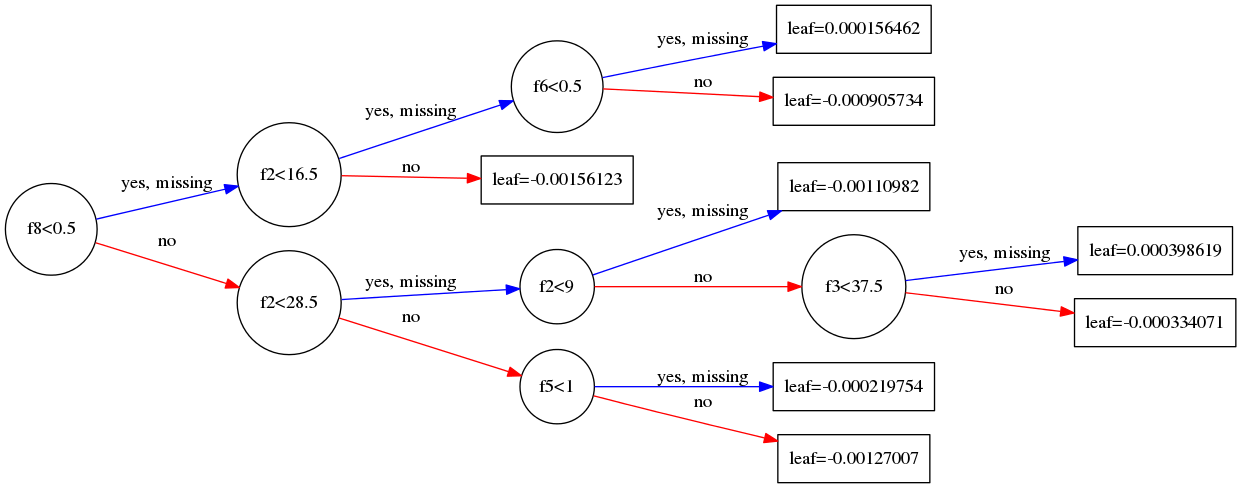 leaf=0.000156462
yes, missing
f6<0.5
no
leaf=-0.000905734
yes, missing
f2<16.5
no
leaf=-0.00156123
yes, missing
f8<0.5
no
leaf=-0.00110982
yes, missing
yes, missing
f2<9
no
f3<37.5
yes, missing
leaf=0.000398619
no
leaf=-0.000334071
f2<28.5
no
yes, missing
leaf=-0.000219754
f5<1
no
leaf=-0.00127007